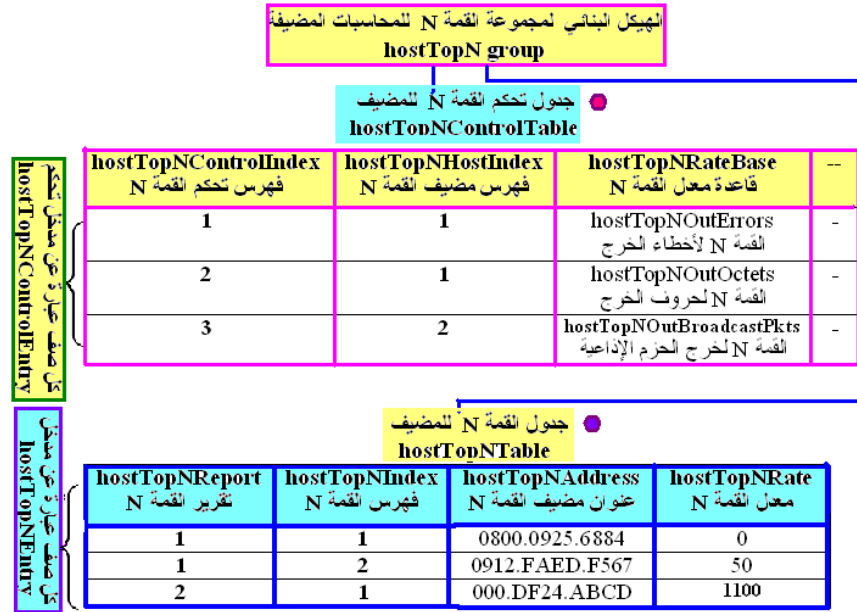 الهيكل البنائي لمجموعة القمة N للمحاسبات المضيفة
hostTopN group
جدول تحكم القمة N للمضيف
hostTopNControlTable
كل صف عبارة عن مدخل تحكم
hostTopNControlEntry
hostTopNControlIndex hostTopNHostIndex hostTopNRateBase --
فهرس تحكم القمة N فهرس مضيف القمة N قاعدة معدل القمة N
1 1 hostTopNOutErrors -
القمة N لأخطاء الخرج
2 1 hostTopNOutOctets -
القمة N لحروف الخرج
3 2 hostTopNOutBroadcastPkts -
القمة N لخرج الحزم الإذاعية
جدول القمة N للمضيف
hostTopNTable
كل صف عبارة عن مدخل
hostTopNEntry
hostTopNReport hostTopNIndex hostTopNAddress hostTopNRate
تقرير القمة N فهرس القمة N عنوان مضيف القمة N معدل القمة N
1 1 0800.0925.6884 0
1 2 0912.FAED.F567 50
2 1 000.DF24.ABCD 1100